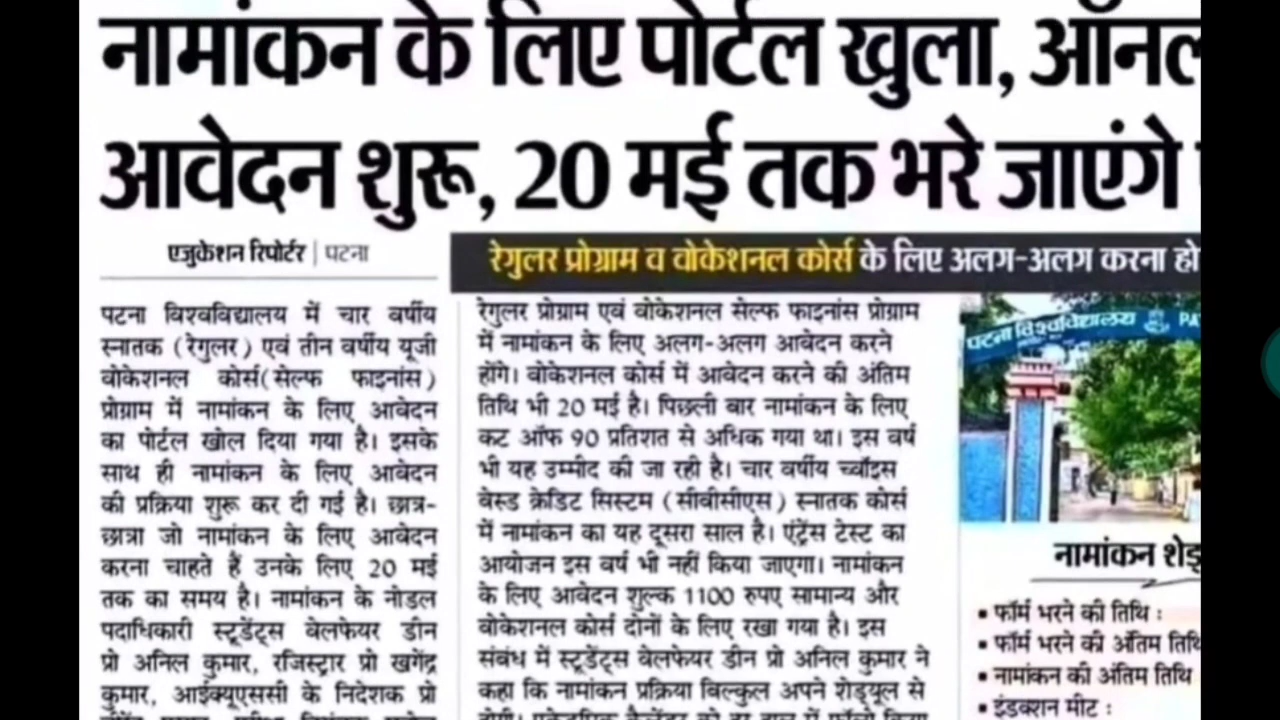 नामांकन के लिए पोर्टल खुला,
आवेदन शुरू, 20 मई तक भरे जाएंगे
एजुकेशन रिपोर्टर | पटना
रेगुलर प्रोग्राम व वोकेशनल कोर्स के लिए अलग-अलग करना हो
पटना विश्वविद्यालय में चार वर्षीय
स्नातक (रेगुलर) एवं तीन वर्षीय यूजी
वोकेशनल कोर्स(सेल्फ फाइनांस)
प्रोग्राम में नामांकन के लिए आवेदन
का पोर्टल खोल दिया गया है। इसके
साथ ही नामांकन के लिए आवेदन
की प्रक्रिया शुरू कर दी गई है। छात्र-
छात्रा जो नामांकन के लिए आवेदन
करना चाहते हैं उनके लिए 20 मई
तक का समय है। नामांकन के नोडल
पदाधिकारी स्टूडेंट्स वेलफेयर डीन
प्रो अनिल कुमार, रजिस्ट्रार प्रो खगेंद्र
कुमार, आईक्यूएससी के निदेशक प्रो
रेगुलर प्रोग्राम एवं वोकेशनल सेल्फ फाइनांस प्रोग्राम
में नामांकन के लिए अलग-अलग आवेदन करने
होंगे। वोकेशनल कोर्स में आवेदन करने की अंतिम
तिथि भी 20 मई है। पिछली बार नामांकन के लिए
कट ऑफ 90 प्रतिशत से अधिक गया था। इस वर्ष
भी यह उम्मीद की जा रही है। चार वर्षीय च्वॉइस
बेस्ड क्रेडिट सिस्टम (सीबीसीएस) स्नातक कोर्स
में नामांकन का यह दूसरा साल है। एंट्रेंस टेस्ट का
आयोजन इस वर्ष भी नहीं किया जाएगा। नामांकन
के लिए आवेदन शुल्क 1100 रुपए सामान्य और
वोकेशनल कोर्स दोनों के लिए रखा गया है। इस
संबंध में स्टूडेंट्स वेलफेयर डीन प्रो अनिल कुमार ने
कहा कि नामांकन प्रक्रिया बिल्कुल अपने शेड्यूल से
पटना विश्वविद्यालय PA
नामांकन
▪ फॉर्म भरने की तिथि :
▪ फॉर्म भरने की अंतिम तिथि
▪ नामांकन की अंतिम तिथि
▪ इंडक्शन मीट :